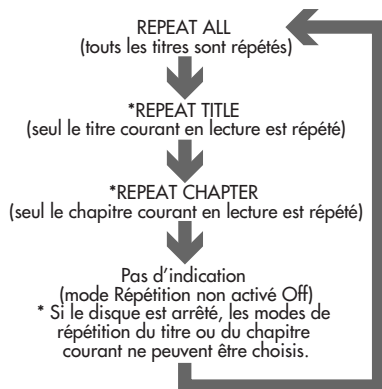 REPEAT ALL
(touts les titres sont répétés)
*REPEAT TITLE
(seul le titre courant en lecture est répété)
*REPEAT CHAPTER
(seul le chapitre courant en lecture est répété)
Pas d'indication
(mode Répétition non activé Off)
* Si le disque est arrêté, les modes de
répétition du titre ou du chapitre
courant ne peuvent être choisis.